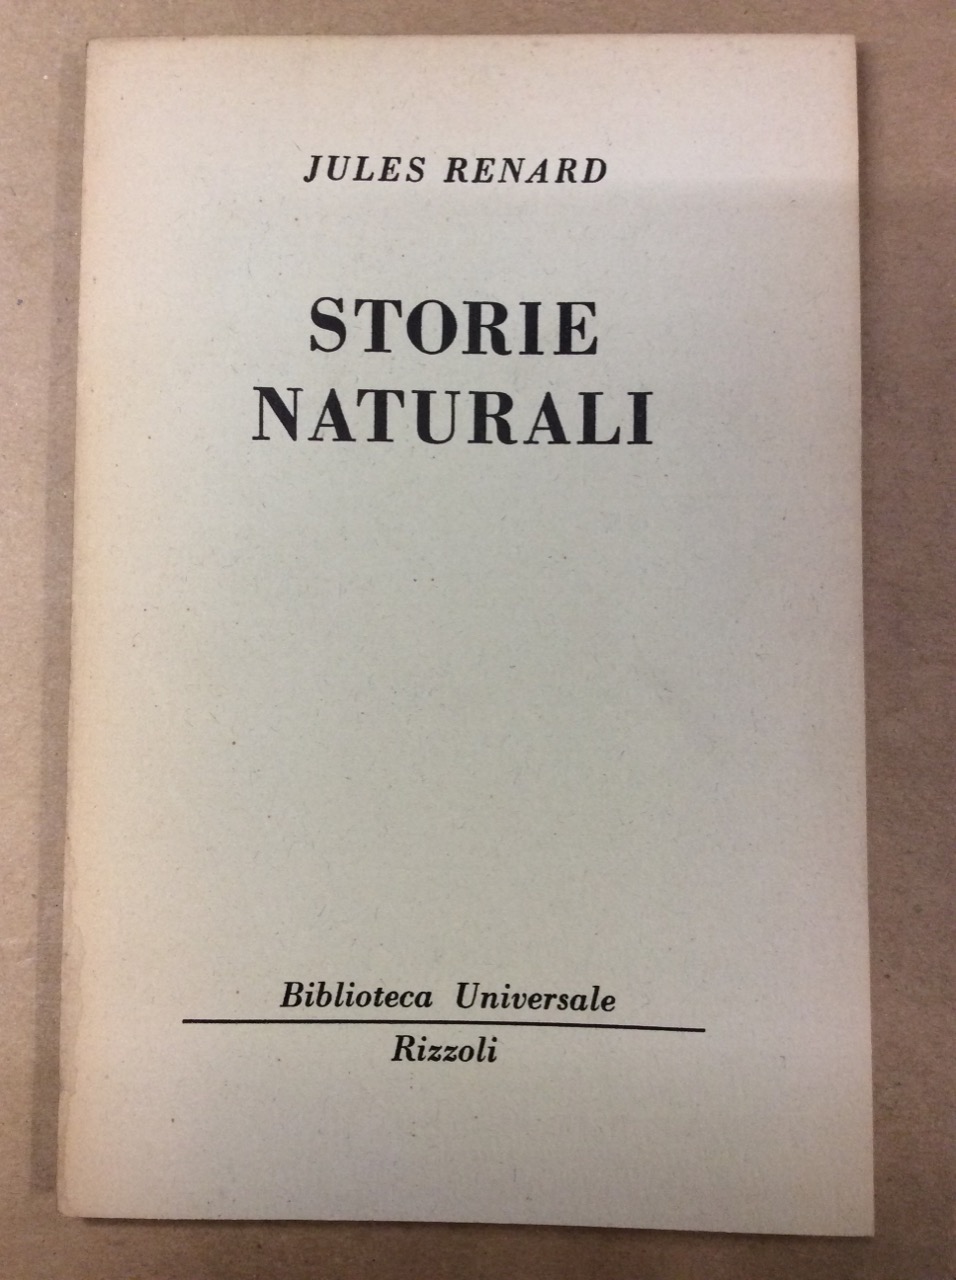 JULES RENARD
STORIE
NATURALI
Biblioteca Universale
Rizzoli